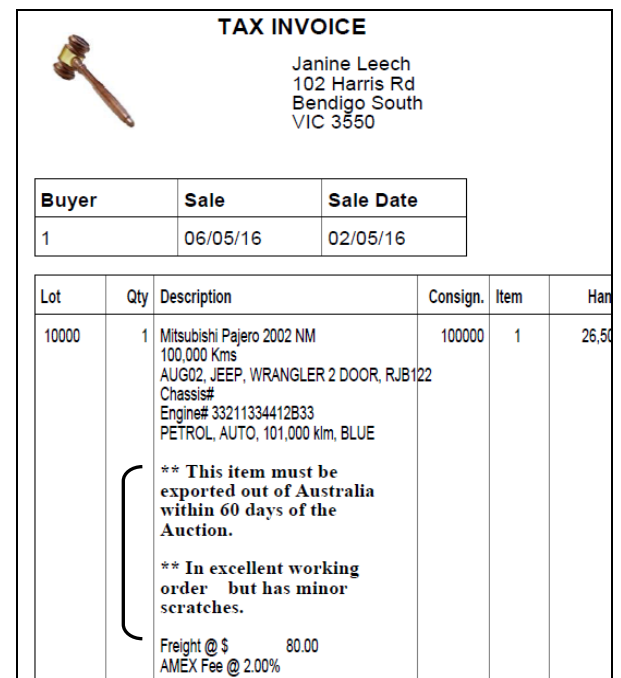 TAX INVOICE
Janine Leech
102 Harris Rd
Bendigo South
VIC 3550
Buyer Sale Sale Date
1 06/05/16 02/05/16
Lot Qty Description Consign. Item Han
10000 1 Mitsubishi Pajero 2002 NM 100000 1 26,50
100,000 Kms
AUG02, JEEP, WRANGLER 2 DOOR, RJB122
Chassis#
Engine# 33211334412B33
PETROL, AUTO, 101,000 klm, BLUE
** This item must be
exported out of Australia
within 60 days of the
Auction.
** In excellent working
order but has minor
scratches.
Freight @ $ 80.00
AMEX Fee @ 2.00%